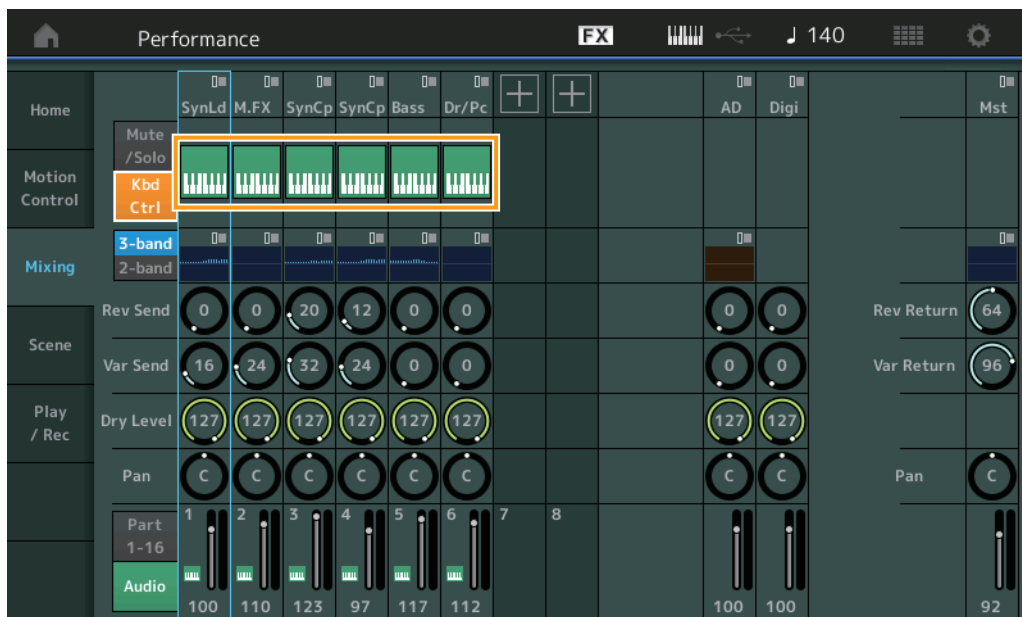 Performance
FX
♩ 140
SynLd M.FX SynCp SynCp Bass Dr/Pc AD Digi Mst
Home
Mute
/Solo
Motion
Control
Kbd
Ctrl
3-band
2-band
Mixing
Rev Send 0 0 20 12 0 0 0 0 Rev Return 64
Scene
Var Send 16 24 32 24 0 0 0 0 Var Return 96
Play
/ Rec
Dry Level 127 127 127 127 127 127 127 127
Pan C C C C C C C C Pan C
Part
1-16
1 2 3 4 5 6 7 8
Audio
100 110 123 97 117 112 100 100 92